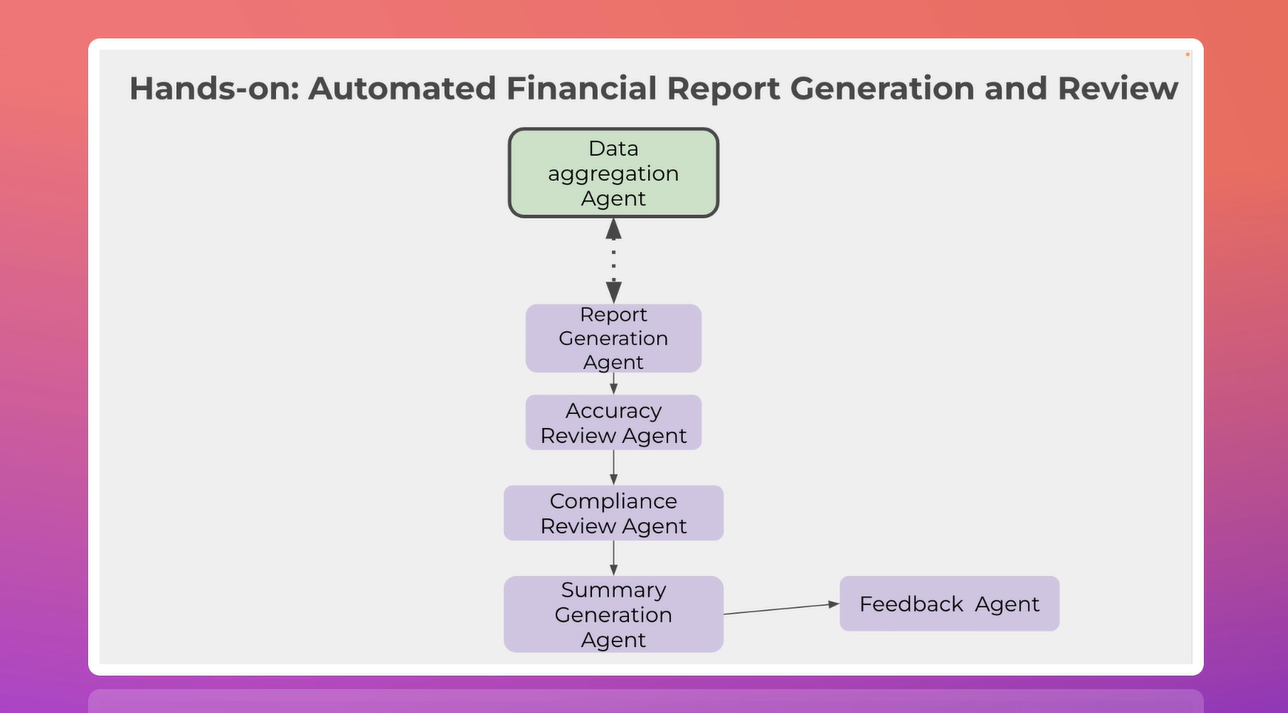 Hands-on: Automated Financial Report Generation and Review
Data
aggregation
Agent
Report
Generation
Agent
Accuracy
Review Agent
Compliance
Review Agent
Summary
Generation
Agent
Feedback  Agent